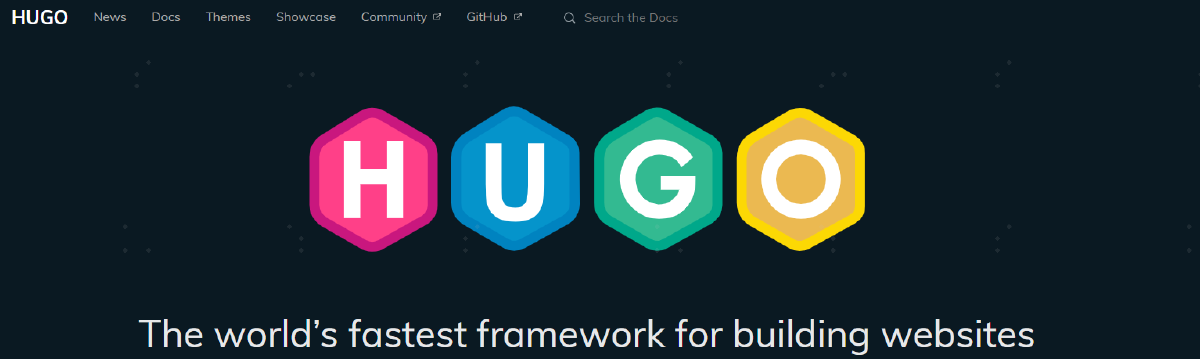 HUGO News Docs Themes Showcase Community GitHub Search the Docs
HUGO
The world's fastest framework for building websites